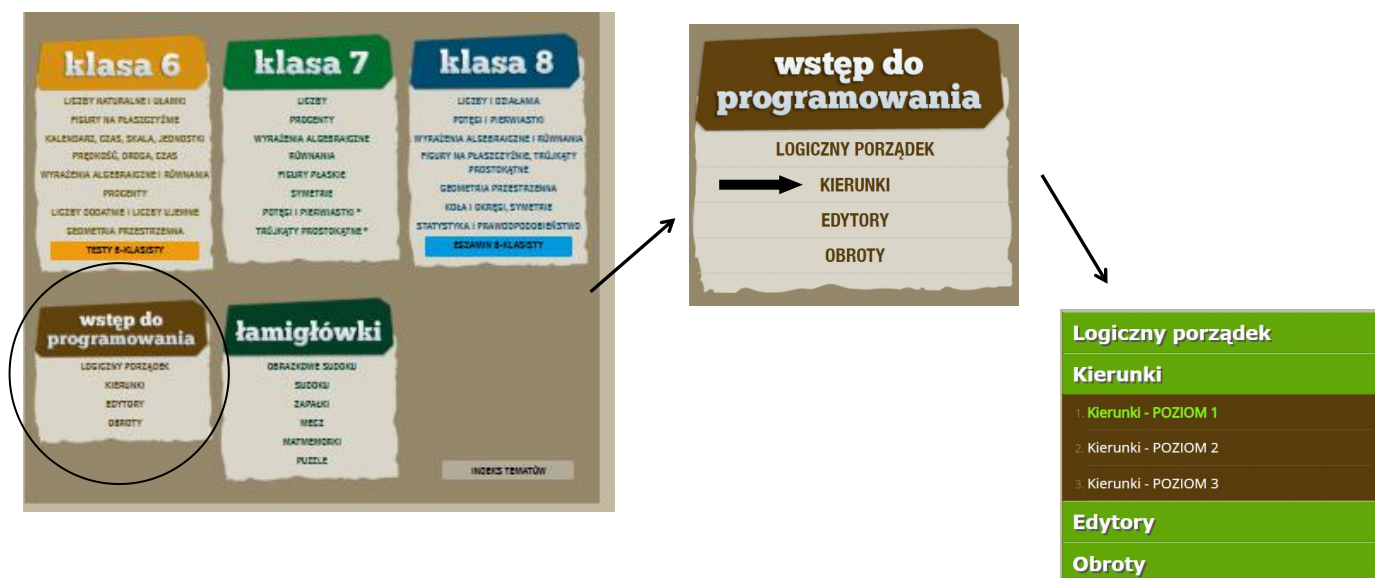 klasa 6
LICZBY NATURALNE I UŁAMKI
FIGURY NA PŁASZCZYŹNIE
KALENDARZ, CZAS, SKALA, JEDNOSTKI
PRĘDKOŚĆ, DROGA, CZAS
WYRAŻENIA ALGEBRAICZNE I RÓWNANIA
PROCENTY
LICZBY DODATNIE I LICZBY UJEMNE
GEOMETRIA PRZESTRZENNA
TESTY 6-KLASISTY
klasa 7
LICZBY
PROCENTY
WYRAŻENIA ALGEBRAICZNE
RÓWNANIA
FIGURY PŁASKIE
SYMETRIE
POTĘGI I PIERWIASTKI *
TRÓJKĄTY PROSTOKĄTNE *
klasa 8
LICZBY I DZIAŁANIA
POTĘGI I PIERWIASTKI
WYRAŻENIA ALGEBRAICZNE I RÓWNANIA
FIGURY NA PŁASZCZYŹNIE, TRÓJKĄTY
PROSTOKĄTNE
GEOMETRIA PRZESTRZENNA
KOŁA I OKRĘGI, SYMETRIE
STATYSTYKA I PRAWDOPODOBIEŃSTWO
EGZAMIN 8-KLASISTY
wstęp do
programowania
LOGICZNY PORZĄDEK
KIERUNKI
EDYTORY
OBROTY
łamigłówki
OBRAZKOWE SUDOKU
SUDOKU
ZAPAŁKI
MECZ
MATMEMORKI
PUZZLE
INDEKS TEMATÓW
wstęp do
programowania
LOGICZNY PORZĄDEK
KIERUNKI
EDYTORY
OBROTY
Logiczny porządek
Kierunki
1. Kierunki - POZIOM 1
2. Kierunki - POZIOM 2
3. Kierunki - POZIOM 3
Edytory
Obroty